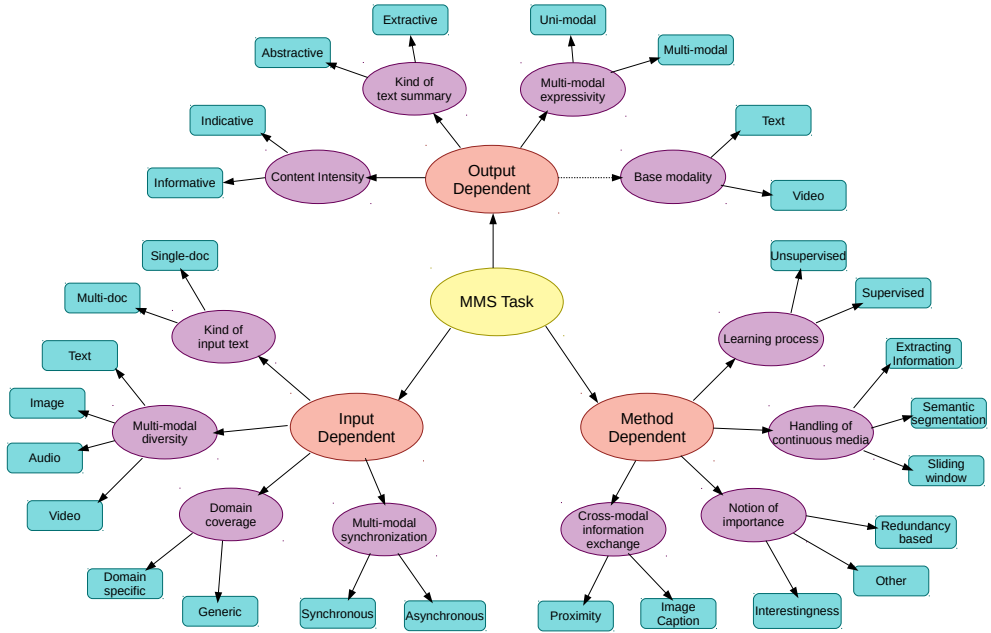 Extractive
Uni-modal
Abstractive
Multi-modal
Kind of
text summary
Multi-modal
expressivity
Indicative
Text
Content Intensity
Output
Dependent
Base modality
Informative
Video
Single-doc
Unsupervised
Multi-doc
MMS Task
Supervised
Kind of
input text
Learning process
Text
Extracting
Information
Image
Multi-modal
diversity
Input
Dependent
Method
Dependent
Handling of
continuous media
Semantic
segmentation
Audio
Sliding
window
Video
Domain
coverage
Multi-modal
synchronization
Cross-modal
information
exchange
Notion of
importance
Redundancy
based
Domain
specific
Other
Generic
Synchronous
Asynchronous
Proximity
Image
Caption
Interestingness